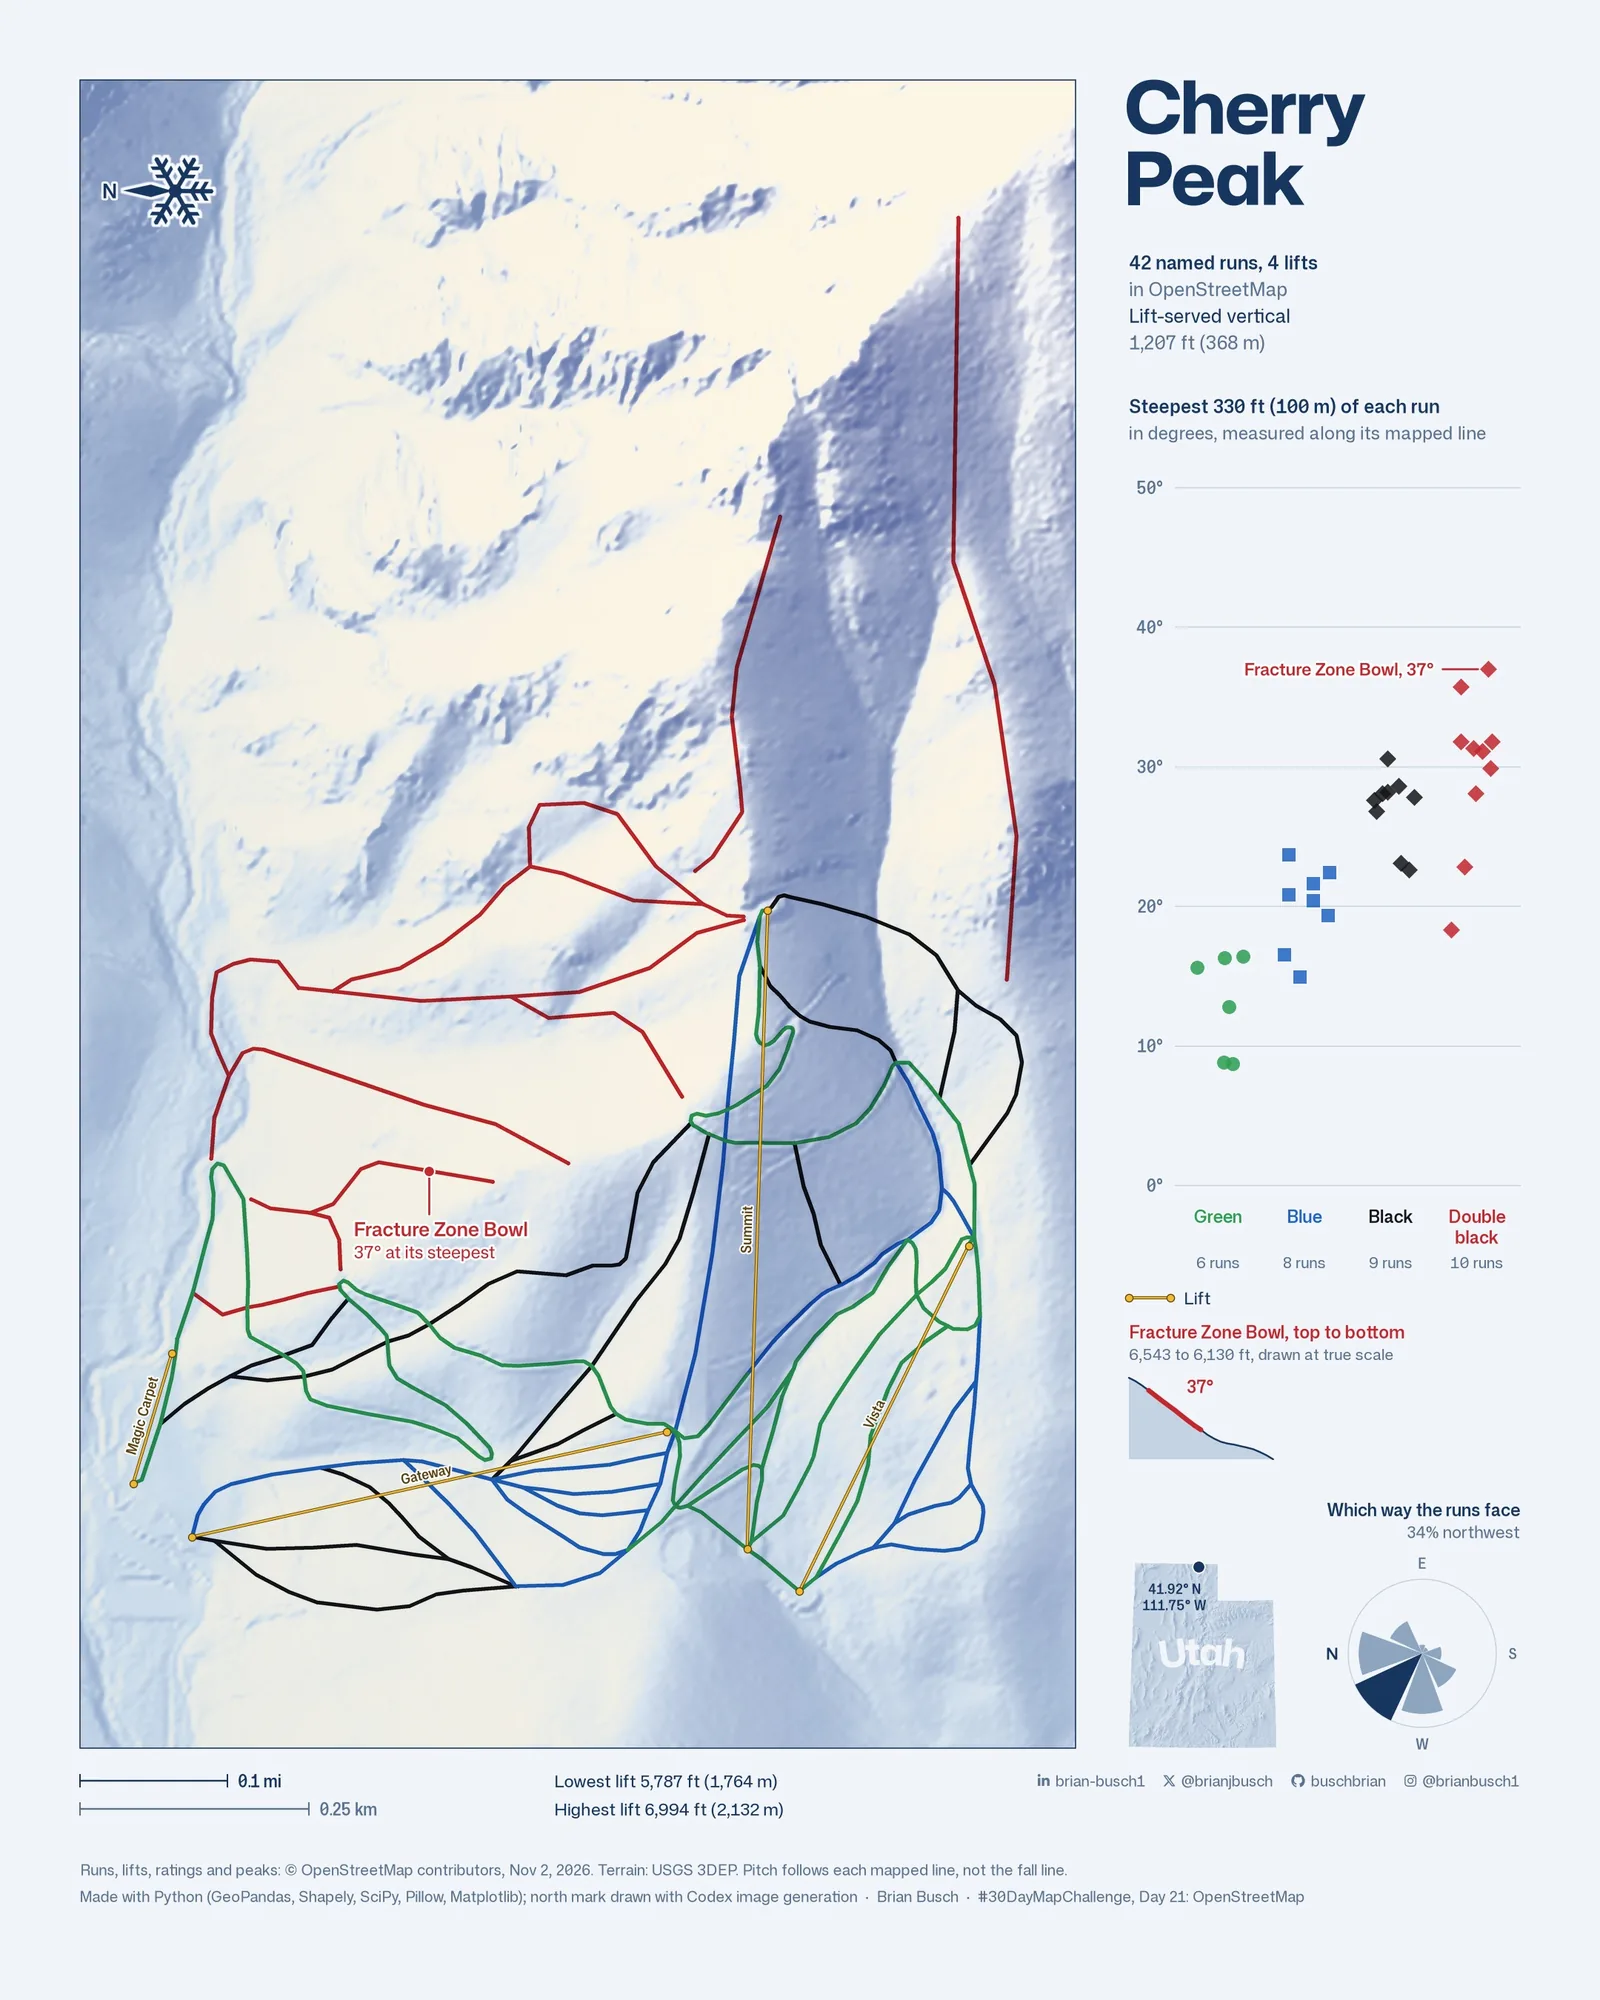 Cherry
Peak
42 named runs, 4 lifts
in OpenStreetMap
Lift-served vertical
1,207 ft (368 m)
Steepest 330 ft (100 m) of each run
in degrees, measured along its mapped line
50°
40°
Fracture Zone Bowl, 37°
30°
20°
10°
0°
Green
Blue
Black
Double
black
6 runs
8 runs
9 runs
10 runs
Lift
Fracture Zone Bowl, top to bottom
6,543 to 6,130 ft, drawn at true scale
37°
Which way the runs face
34% northwest
E
N
S
W
41.92° N
111.75° W
Utah
N
Fracture Zone Bowl
37° at its steepest
Summit
Magic Carpet
Gateway
Vista
0.1 mi
0.25 km
Lowest lift 5,787 ft (1,764 m)
Highest lift 6,994 ft (2,132 m)
brian-busch1
@brianjbusch
buschbrian
@brianbusch1
Runs, lifts, ratings and peaks: © OpenStreetMap contributors, Nov 2, 2026. Terrain: USGS 3DEP. Pitch follows each mapped line, not the fall line.
Made with Python (GeoPandas, Shapely, SciPy, Pillow, Matplotlib); north mark drawn with Codex image generation · Brian Busch · #30DayMapChallenge, Day 21: OpenStreetMap